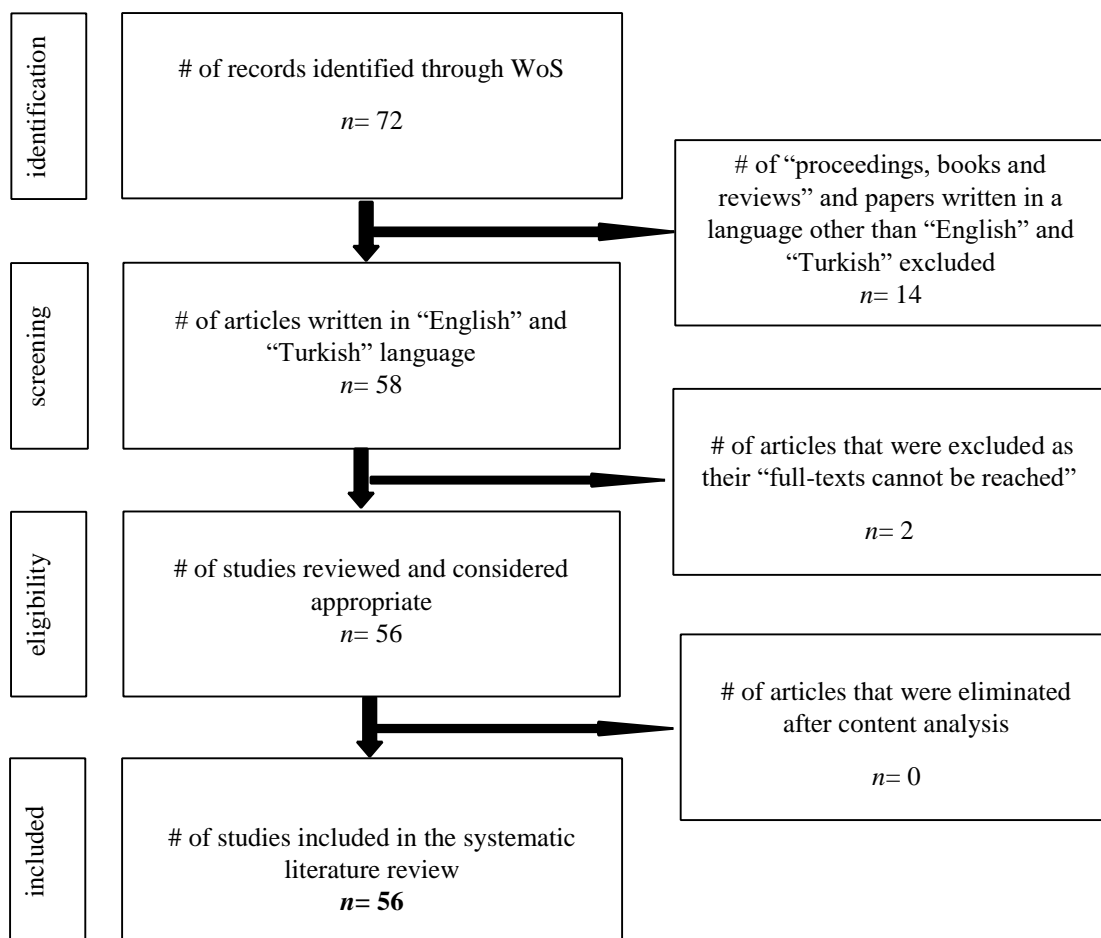 identification
# of records identified through WoS
n= 72
# of “proceedings, books and
reviews” and papers written in a
language other than “English” and
“Turkish” excluded
n= 14
screening
# of articles written in “English” and
“Turkish” language
n= 58
# of articles that were excluded as
their “full-texts cannot be reached”
n= 2
eligibility
# of studies reviewed and considered
appropriate
n= 56
# of articles that were eliminated
after content analysis
n= 0
included
# of studies included in the systematic
literature review
n= 56